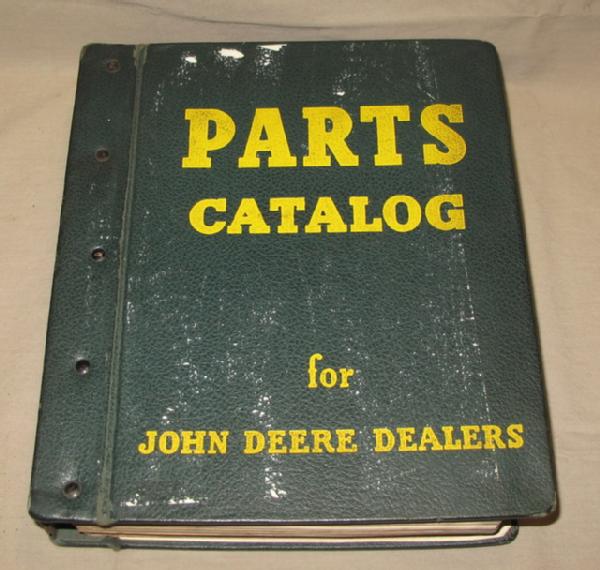 PARTS
CATALOG
for
JOHN DEERE DEALERS